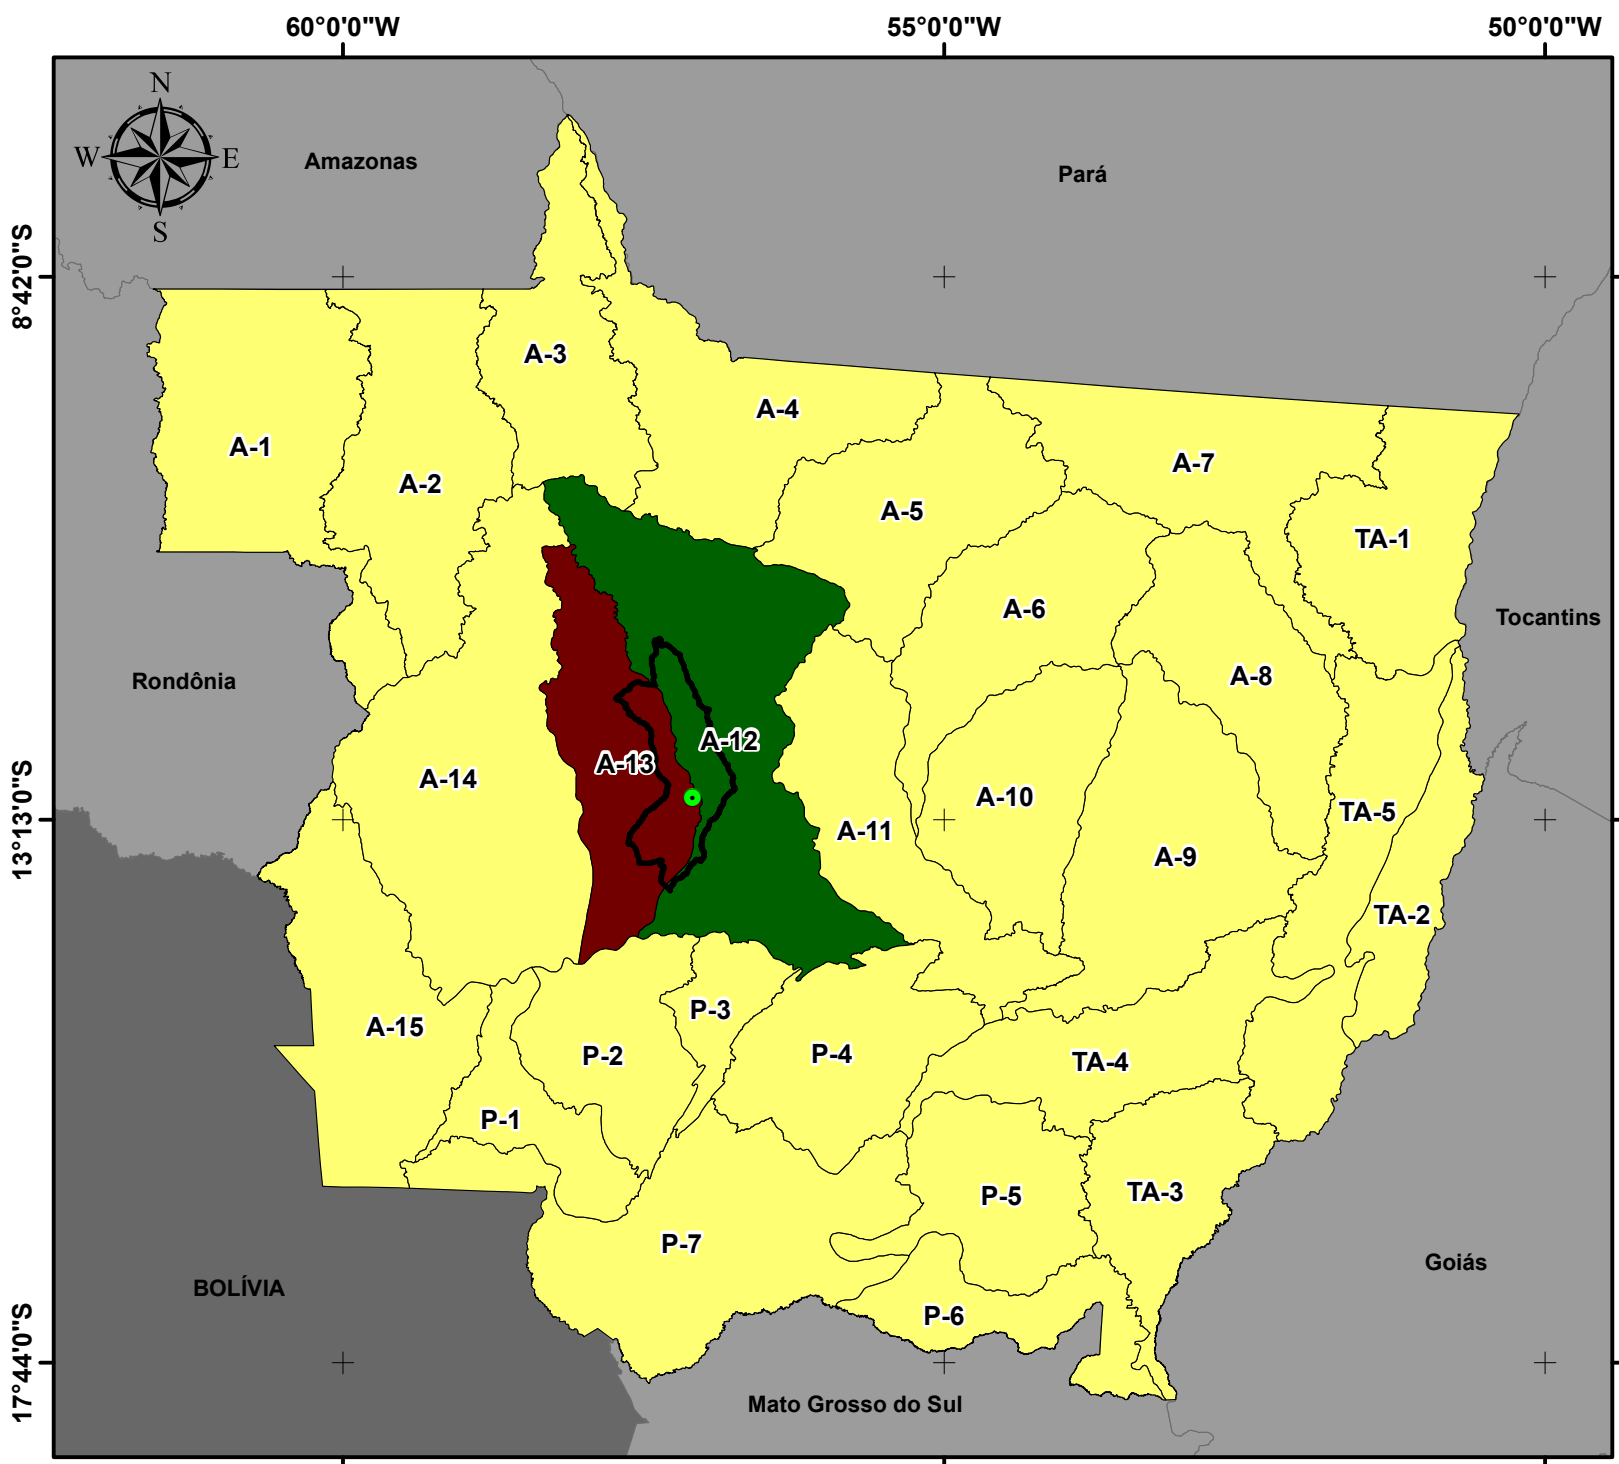 60°0'0"W
55°0'0"W
50°0'0"W
N
W
E
S
Amazonas
Pará
8°42'0"S
A-3
A-4
A-1
A-7
A-2
A-5
TA-1
A-6
Tocantins
Rondônia
A-8
A-12
A-13
A-14
A-10
TA-5
13°13'0"S
A-11
A-9
TA-2
P-3
A-15
P-2
P-4
TA-4
P-1
P-5
TA-3
P-7
Goiás
BOLÍVIA
P-6
17°44'0"S
Mato Grosso do Sul